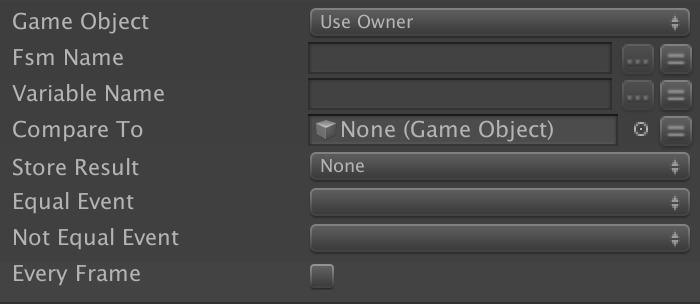 Game Object Use Owner
Fsm Name ...
Variable Name ...
Compare To None (Game Object)
Store Result None
Equal Event
Not Equal Event
Every Frame